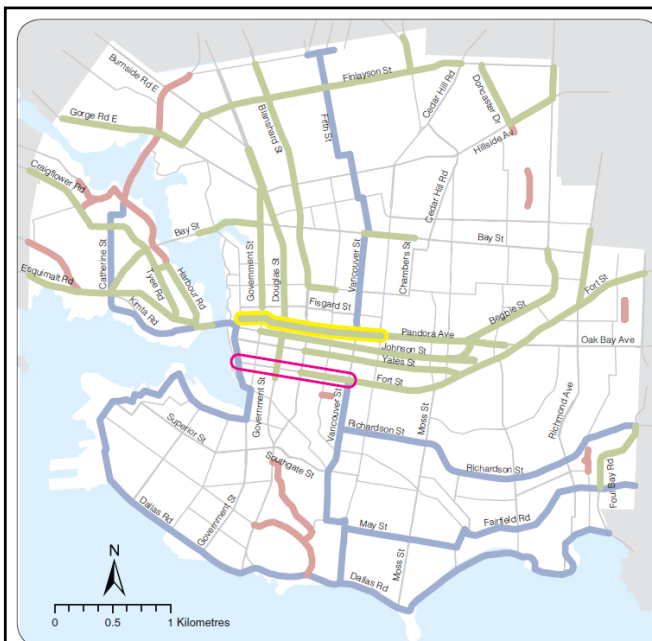 Burnside Rd E
Finlayson St
Cedar Hill Rd
Doncaster Dr
Gorge Rd E
Blanshard St
Fifth St
Hillside Av
Craigflower Rd
Cedar Hill Rd
Bay St
Bay St
Catherine St
Government St
Douglas St
Vancouver St
Chambers St
Fort St
Esquimalt Rd
Tyee Rd
Harbour Rd
Fisgard St
Begbie St
Kimta Rd
Pandora Ave
Oak Bay Ave
Johnson St
Yates St
Fort St
Government St
Vancouver St
Moss St
Richmond Ave
Superior St
Richardson St
Southgate St
Richardson St
Foul Bay Rd
Dallas Rd
Government St
May St
Fairfield Rd
Moss St
Dallas Rd
N
0 0.5 1 Kilometres